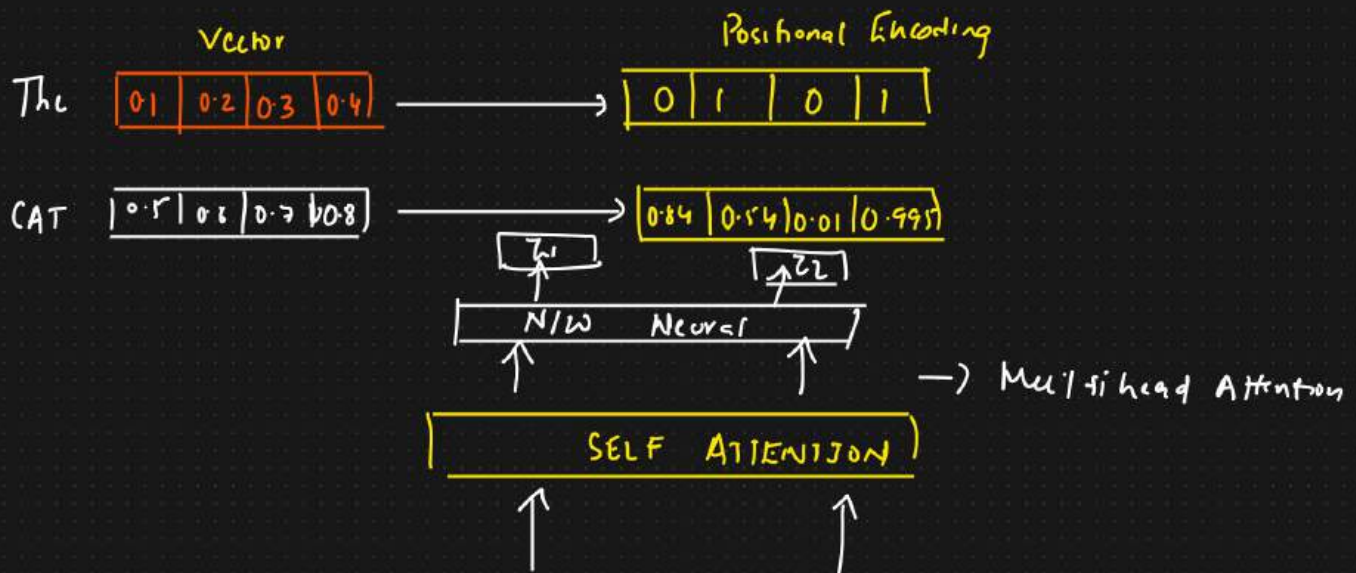 Vector Positional Encoding
The 0.1 0.2 0.3 0.4 0 1 0 1
CAT 0.5 0.6 0.7 0.8 0.84 0.54 0.01 0.995
Z1 Z2
N/W Neural
→ Multihead Attention
SELF ATTENTION